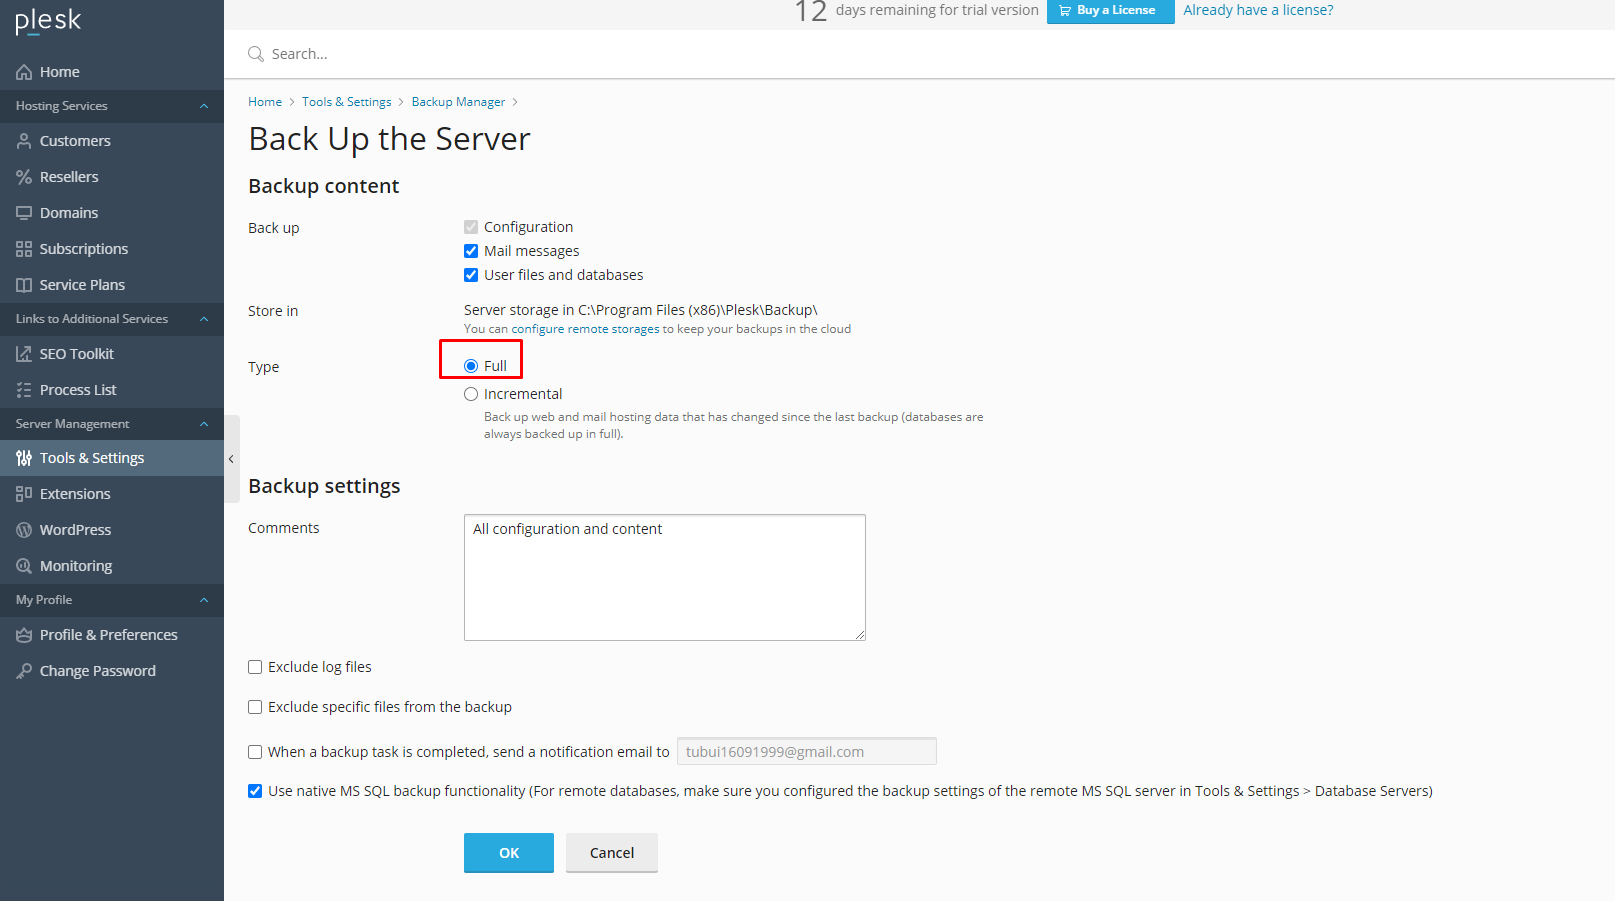 plesk
12 days remaining for trial version Buy a License Already have a license?
Search...
Home
Hosting Services
Customers
Resellers
Domains
Subscriptions
Service Plans
Links to Additional Services
SEO Toolkit
Process List
Server Management
Tools & Settings
Extensions
WordPress
Monitoring
My Profile
Profile & Preferences
Change Password
Home > Tools & Settings > Backup Manager >
Back Up the Server
Backup content
Back up
Configuration
Mail messages
User files and databases
Store in
Server storage in C:\Program Files (x86)\Plesk\Backup\
You can configure remote storages to keep your backups in the cloud
Type
Full
Incremental
Back up web and mail hosting data that has changed since the last backup (databases are
always backed up in full).
Backup settings
Comments
All configuration and content
Exclude log files
Exclude specific files from the backup
When a backup task is completed, send a notification email to tubui16091999@gmail.com
Use native MS SQL backup functionality (For remote databases, make sure you configured the backup settings of the remote MS SQL server in Tools & Settings > Database Servers)
OK Cancel